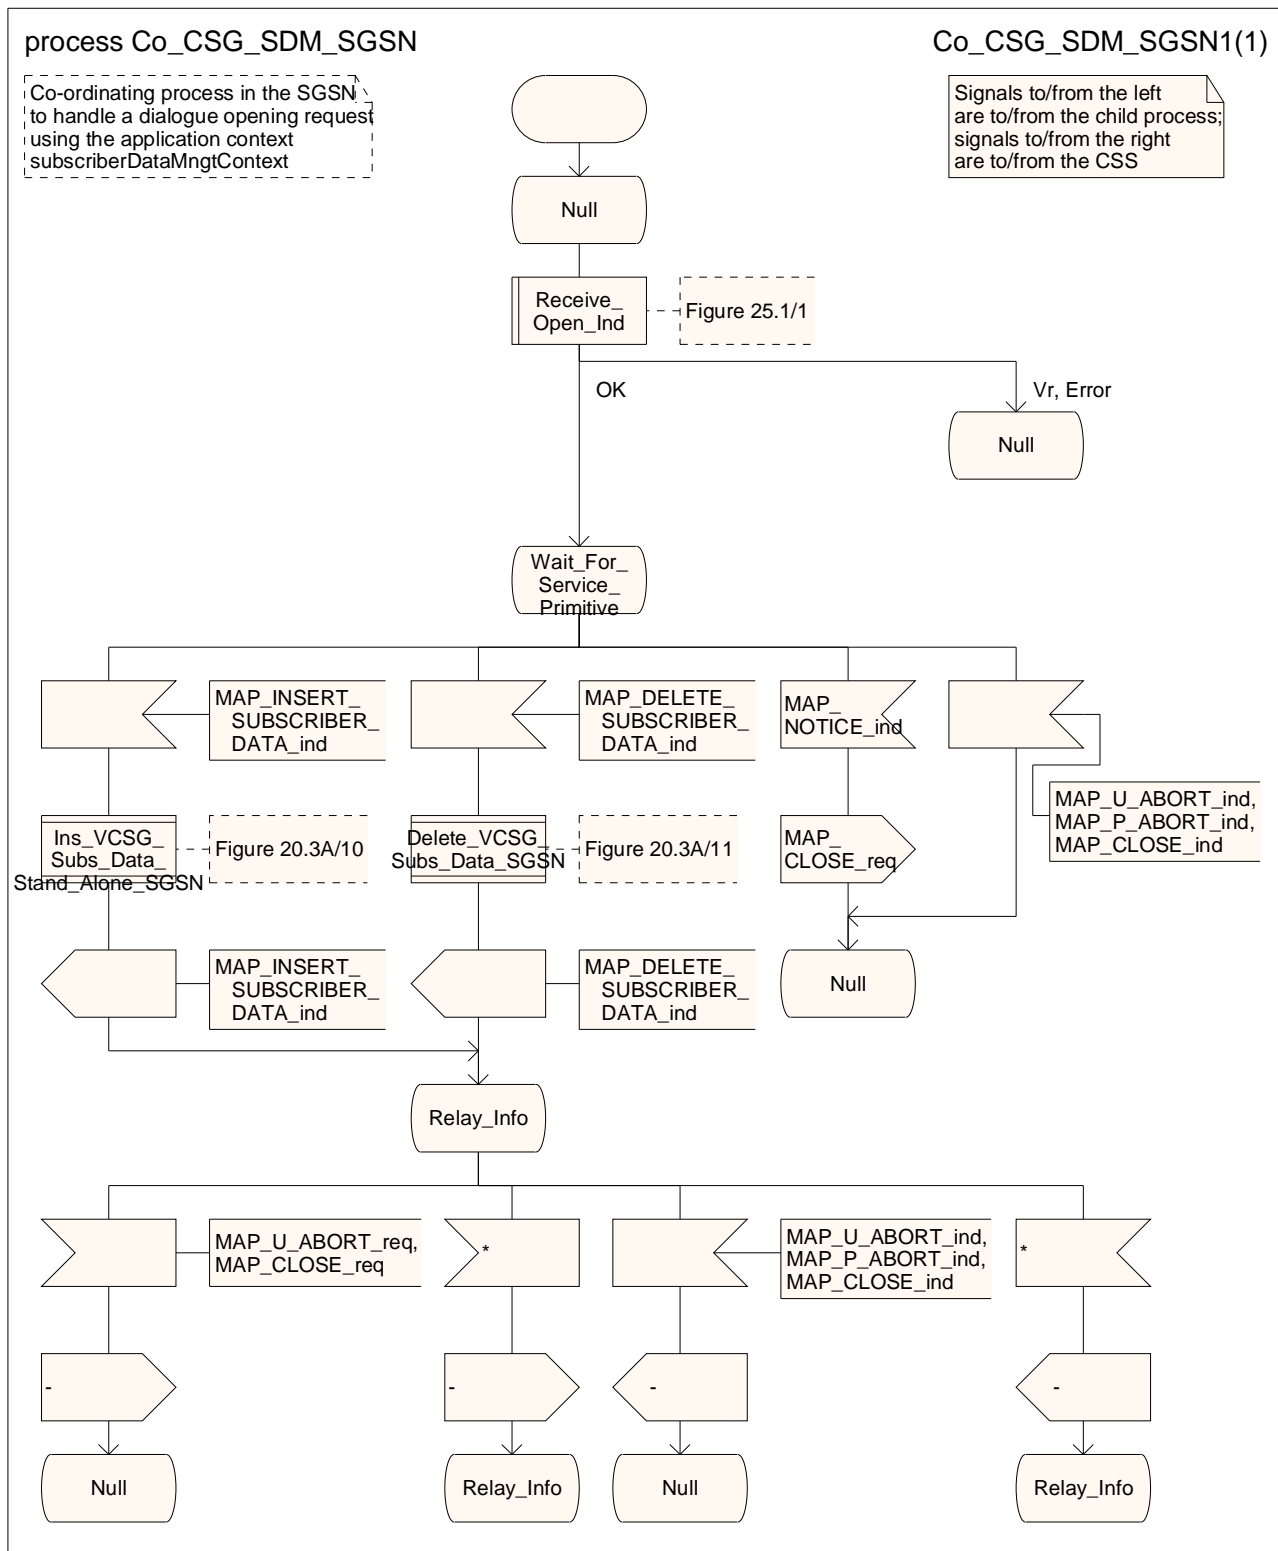 process Co_CSG_SDM_SGSN
Co_CSG_SDM_SGSN1(1)
Co-ordinating process in the SGSN
to handle a dialogue opening request
using the application context
subscriberDataMngtContext
Signals to/from the left
are to/from the child process;
signals to/from the right
are to/from the CSS
Null
Receive_
Open_Ind
Figure 25.1/1
OK
Vr, Error
Null
Wait_For_
Service_
Primitive
MAP_INSERT_
SUBSCRIBER_
DATA_ind
MAP_DELETE_
SUBSCRIBER_
DATA_ind
MAP_
NOTICE_ind
MAP_U_ABORT_ind,
MAP_P_ABORT_ind,
MAP_CLOSE_ind
Ins_VCSG_
Subs_Data_
Stand_Alone_SGSN
Figure 20.3A/10
Delete_VCSG_
Subs_Data_SGSN
Figure 20.3A/11
MAP_
CLOSE_req
MAP_INSERT_
SUBSCRIBER_
DATA_ind
MAP_DELETE_
SUBSCRIBER_
DATA_ind
Null
Relay_Info
MAP_U_ABORT_req,
MAP_CLOSE_req
*
MAP_U_ABORT_ind,
MAP_P_ABORT_ind,
MAP_CLOSE_ind
*
-
-
-
-
Null
Relay_Info
Null
Relay_Info